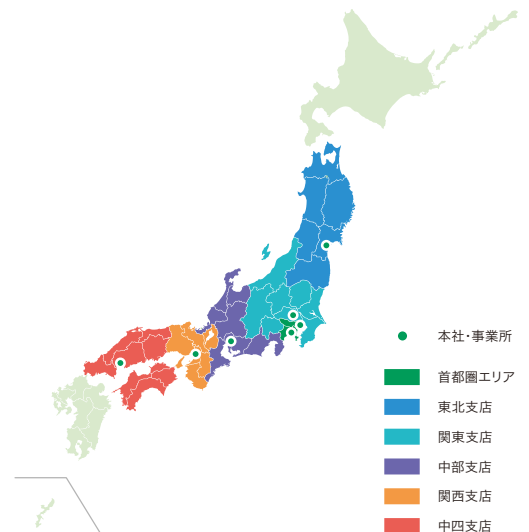 本社・事業所
首都圏エリア
東北支店
関東支店
中部支店
関西支店
中四支店